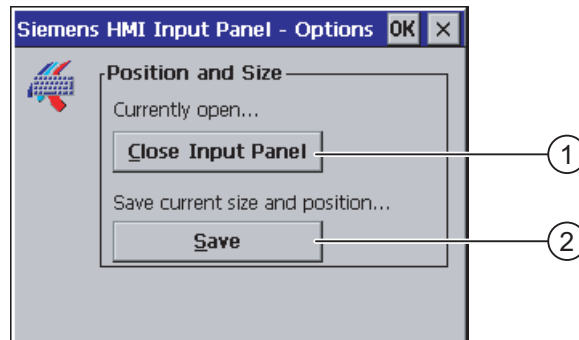 Siemens HMI Input Panel - Options OK ×
Position and Size
Currently open...
Close Input Panel
1
Save current size and position...
Save
2